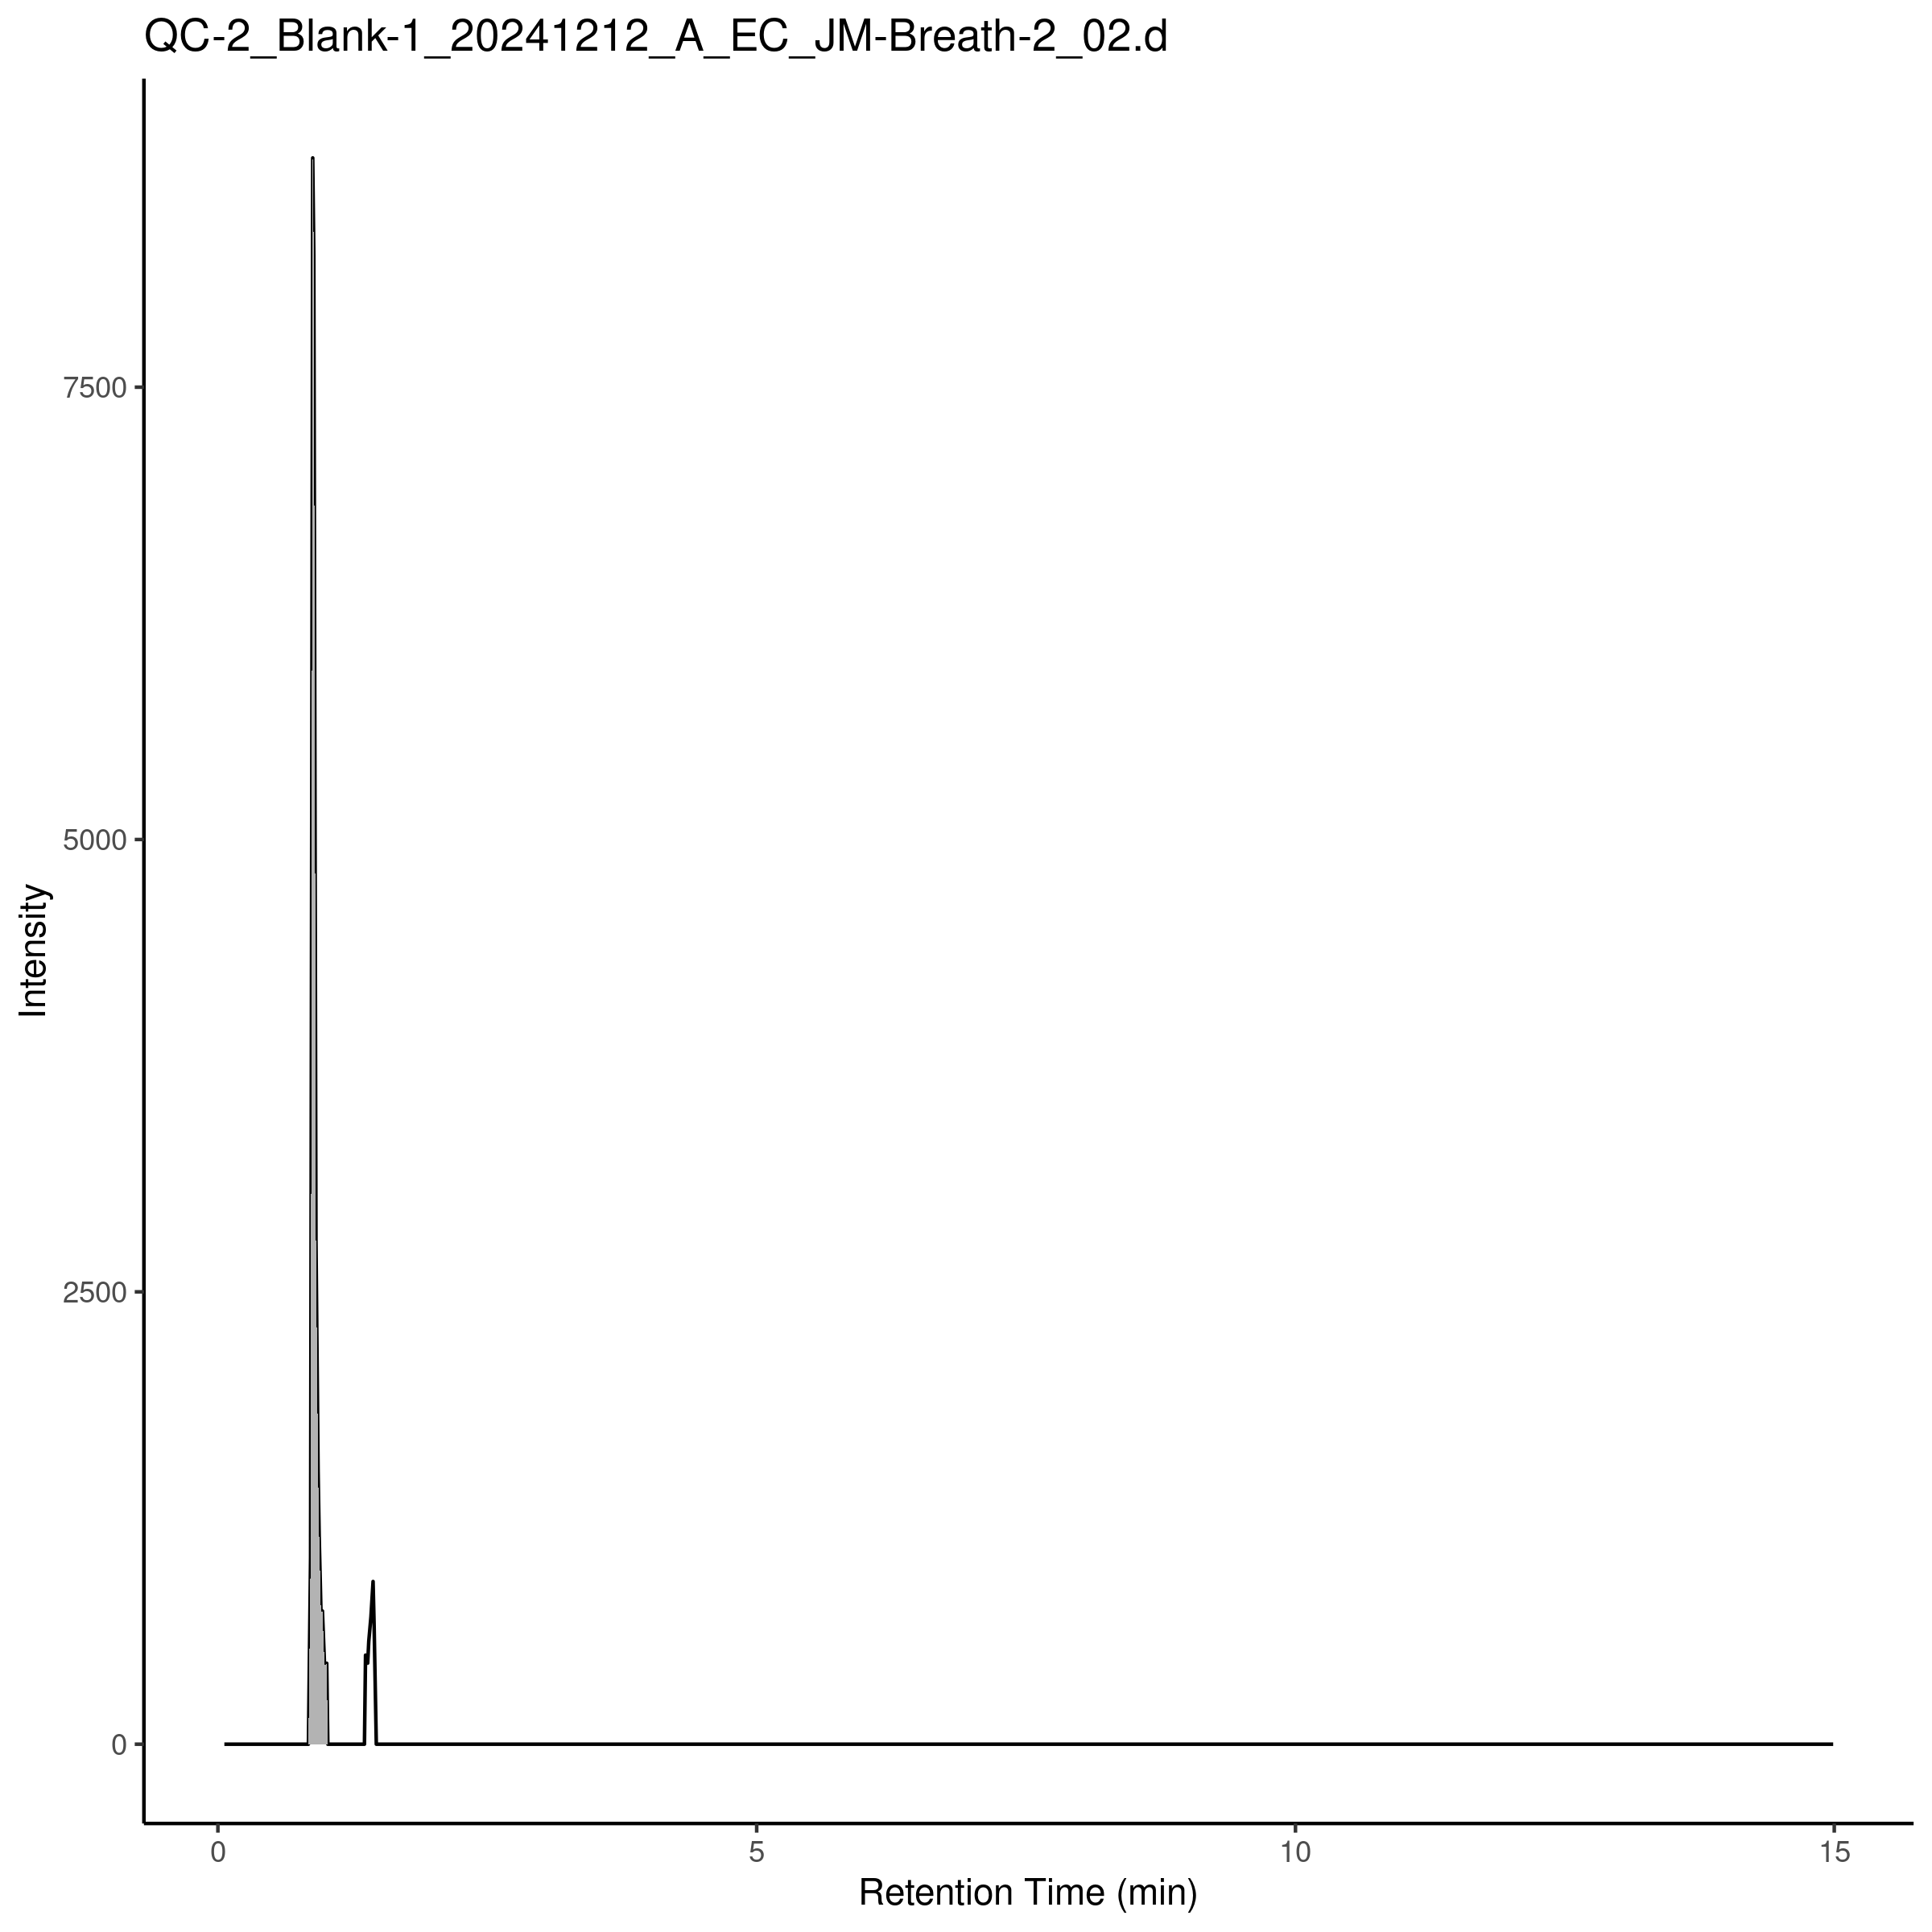 QC-2_Blank-1_20241212_A_EC_JM-Breath-2_02.d
Intensity
7500
5000
2500
0
0 5 10 15
Retention Time (min)